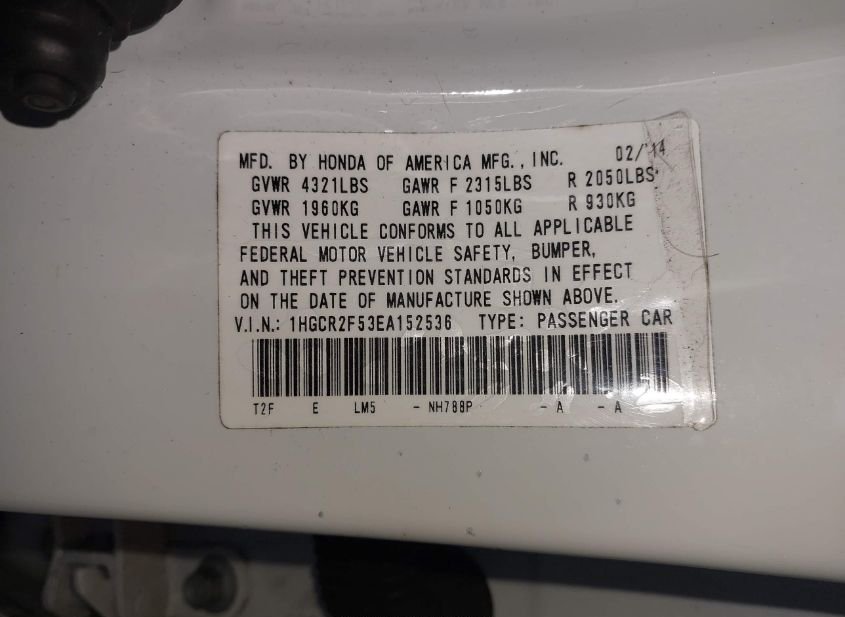 MFD. BY HONDA OF AMERICA MFG., INC. 02/'14
GVWR 4321LBS GAWR F 2315LBS R 2050LBS
GVWR 1960KG GAWR F 1050KG R 930KG
THIS VEHICLE CONFORMS TO ALL APPLICABLE
FEDERAL MOTOR VEHICLE SAFETY, BUMPER,
AND THEFT PREVENTION STANDARDS IN EFFECT
ON THE DATE OF MANUFACTURE SHOWN ABOVE.
V.I.N.: 1HGCR2F53EA152536 TYPE: PASSENGER CAR
T2F E LM5 - NH788P - A - A